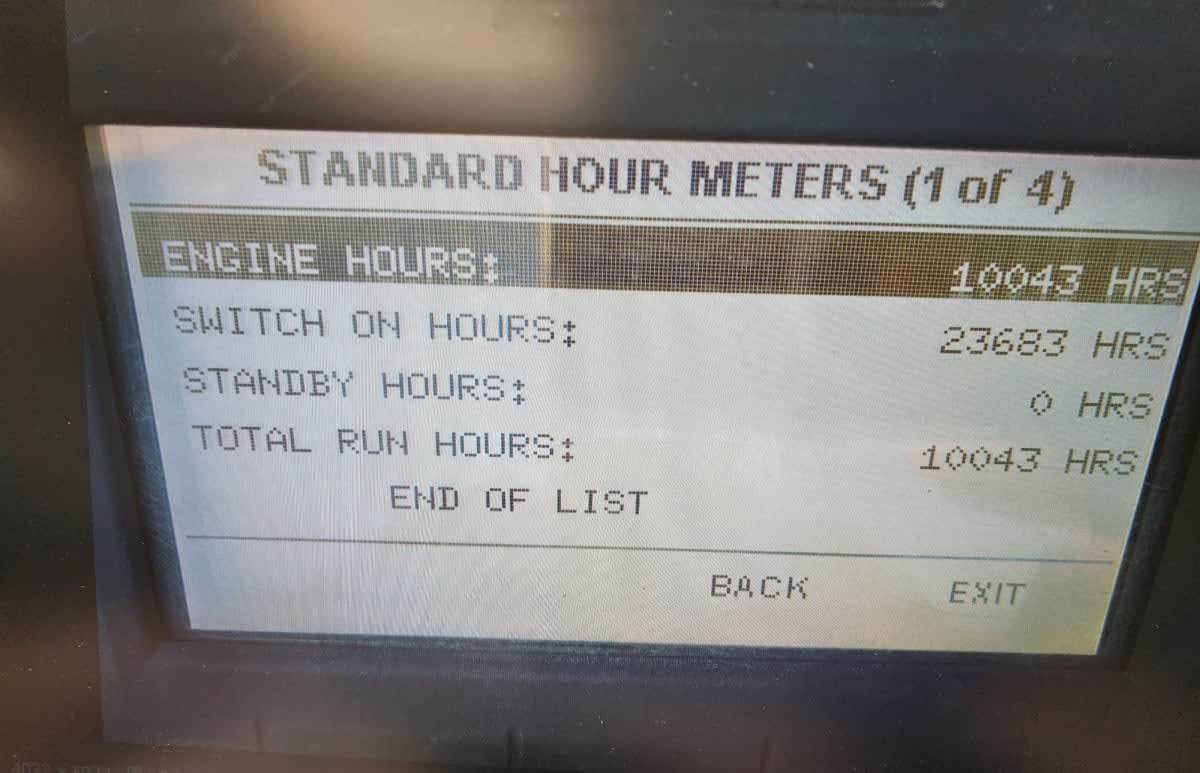 STANDARD HOUR METERS (1 of 4)
ENGINE HOURS: 10043 HRS
SWITCH ON HOURS: 23683 HRS
STANDBY HOURS: 0 HRS
TOTAL RUN HOURS: 10043 HRS
END OF LIST
BACK EXIT